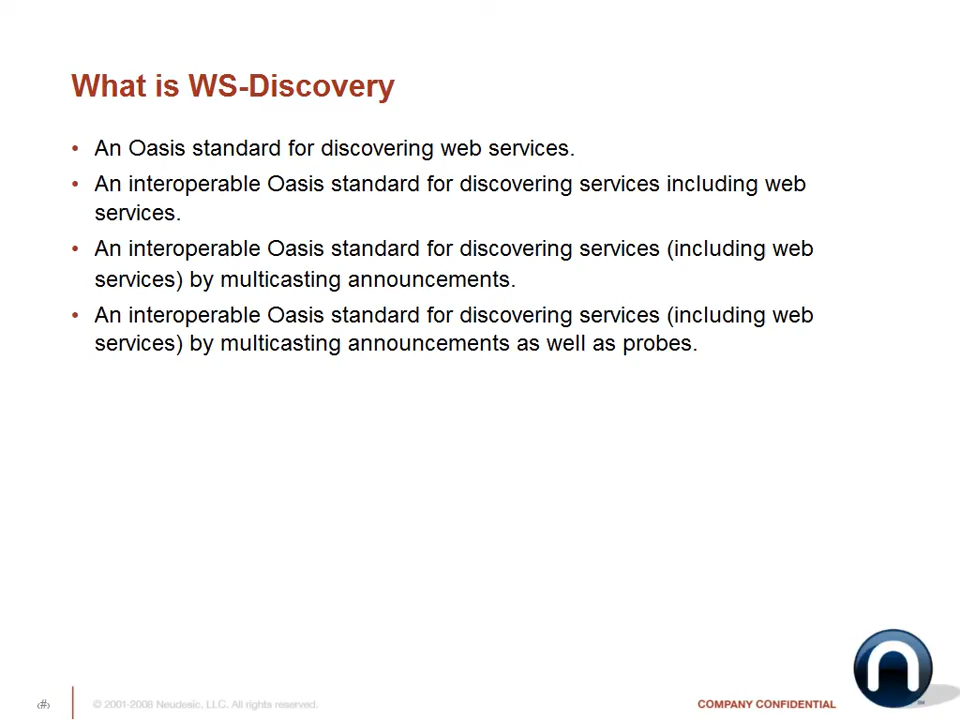 What is WS-Discovery
• An Oasis standard for discovering web services.
• An interoperable Oasis standard for discovering services including web
services.
• An interoperable Oasis standard for discovering services (including web
services) by multicasting announcements.
• An interoperable Oasis standard for discovering services (including web
services) by multicasting announcements as well as probes.
‹#›
© 2001-2008 Neudesic, LLC. All rights reserved.
COMPANY CONFIDENTIAL
SM